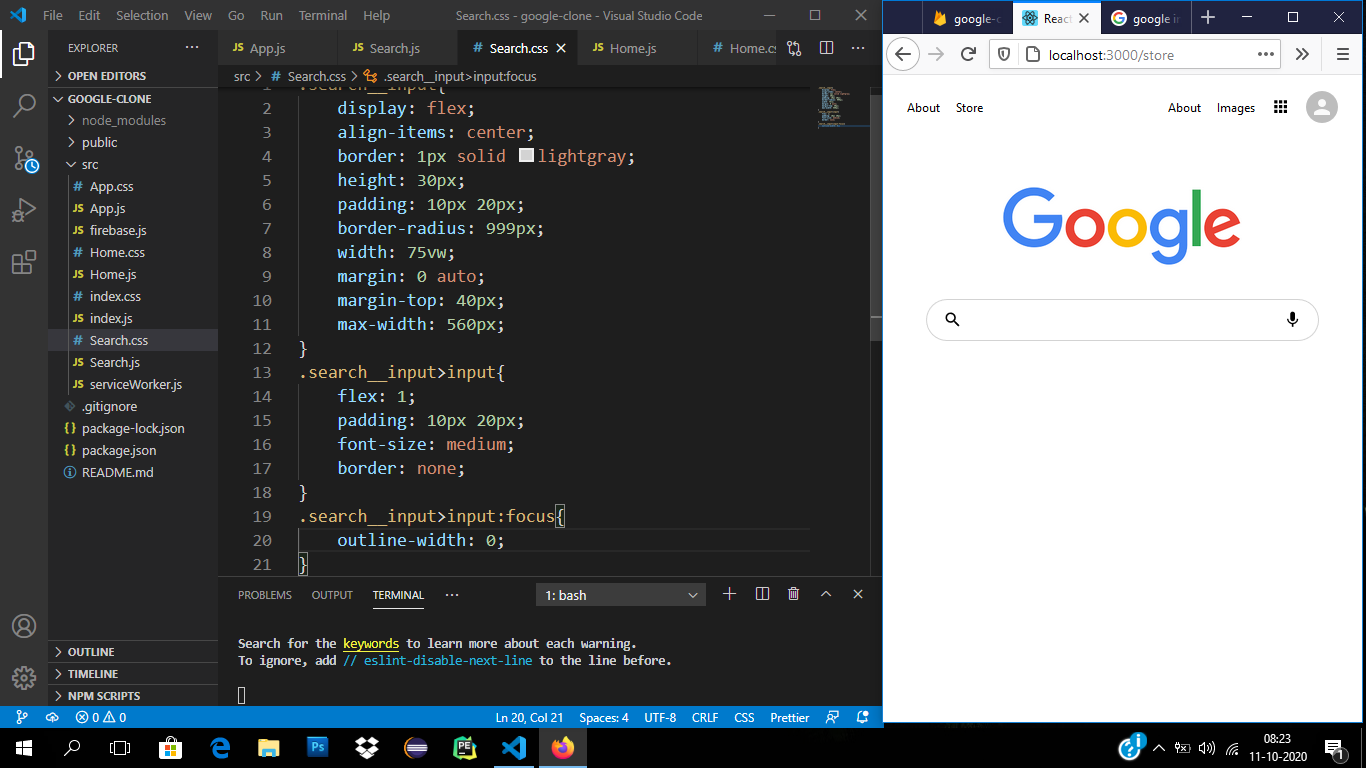 File Edit Selection View Go Run Terminal Help Search.css - google-clone - Visual Studio Code
EXPLORER
OPEN EDITORS
GOOGLE-CLONE
node_modules
public
src
# App.css
JS App.js
JS firebase.js
# Home.css
JS Home.js
# index.css
JS index.js
# Search.css
JS Search.js
JS serviceWorker.js
.gitignore
{} package-lock.json
{} package.json
README.md
OUTLINE
TIMELINE
NPM SCRIPTS
JS App.js JS Search.js # Search.css JS Home.js # Home.cs
src > # Search.css > .search__input>input:focus
1 .search__input{
2 display: flex;
3 align-items: center;
4 border: 1px solid lightgray;
5 height: 30px;
6 padding: 10px 20px;
7 border-radius: 999px;
8 width: 75vw;
9 margin: 0 auto;
10 margin-top: 40px;
11 max-width: 560px;
12 }
13 .search__input>input{
14 flex: 1;
15 padding: 10px 20px;
16 font-size: medium;
17 border: none;
18 }
19 .search__input>input:focus{
20 outline-width: 0;
21 }
PROBLEMS OUTPUT TERMINAL ··· 1: bash
Search for the keywords to learn more about each warning.
To ignore, add // eslint-disable-next-line to the line before.
0 0 Ln 20, Col 21 Spaces: 4 UTF-8 CRLF CSS Prettier
google-c React google in
localhost:3000/store
About Store About Images
Google
Ps PE 08:23
11-10-2020 1